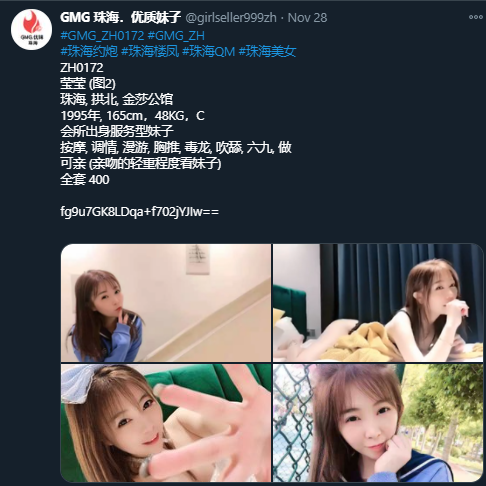 GMG 珠海．优质妹子 @girlseller999zh · Nov 28
#GMG_ZH0172 #GMG_ZH
#珠海约炮 #珠海楼凤 #珠海QM #珠海美女
ZH0172
莹莹 (图2)
珠海, 拱北, 金莎公馆
1995年, 165cm，48KG，C
会所出身服务型妹子
按摩, 调情, 漫游, 胸推, 毒龙, 吹舔, 六九, 做
可亲 (亲吻的轻重程度看妹子)
全套 400
fg9u7GK8LDqa+f702jYJIw==